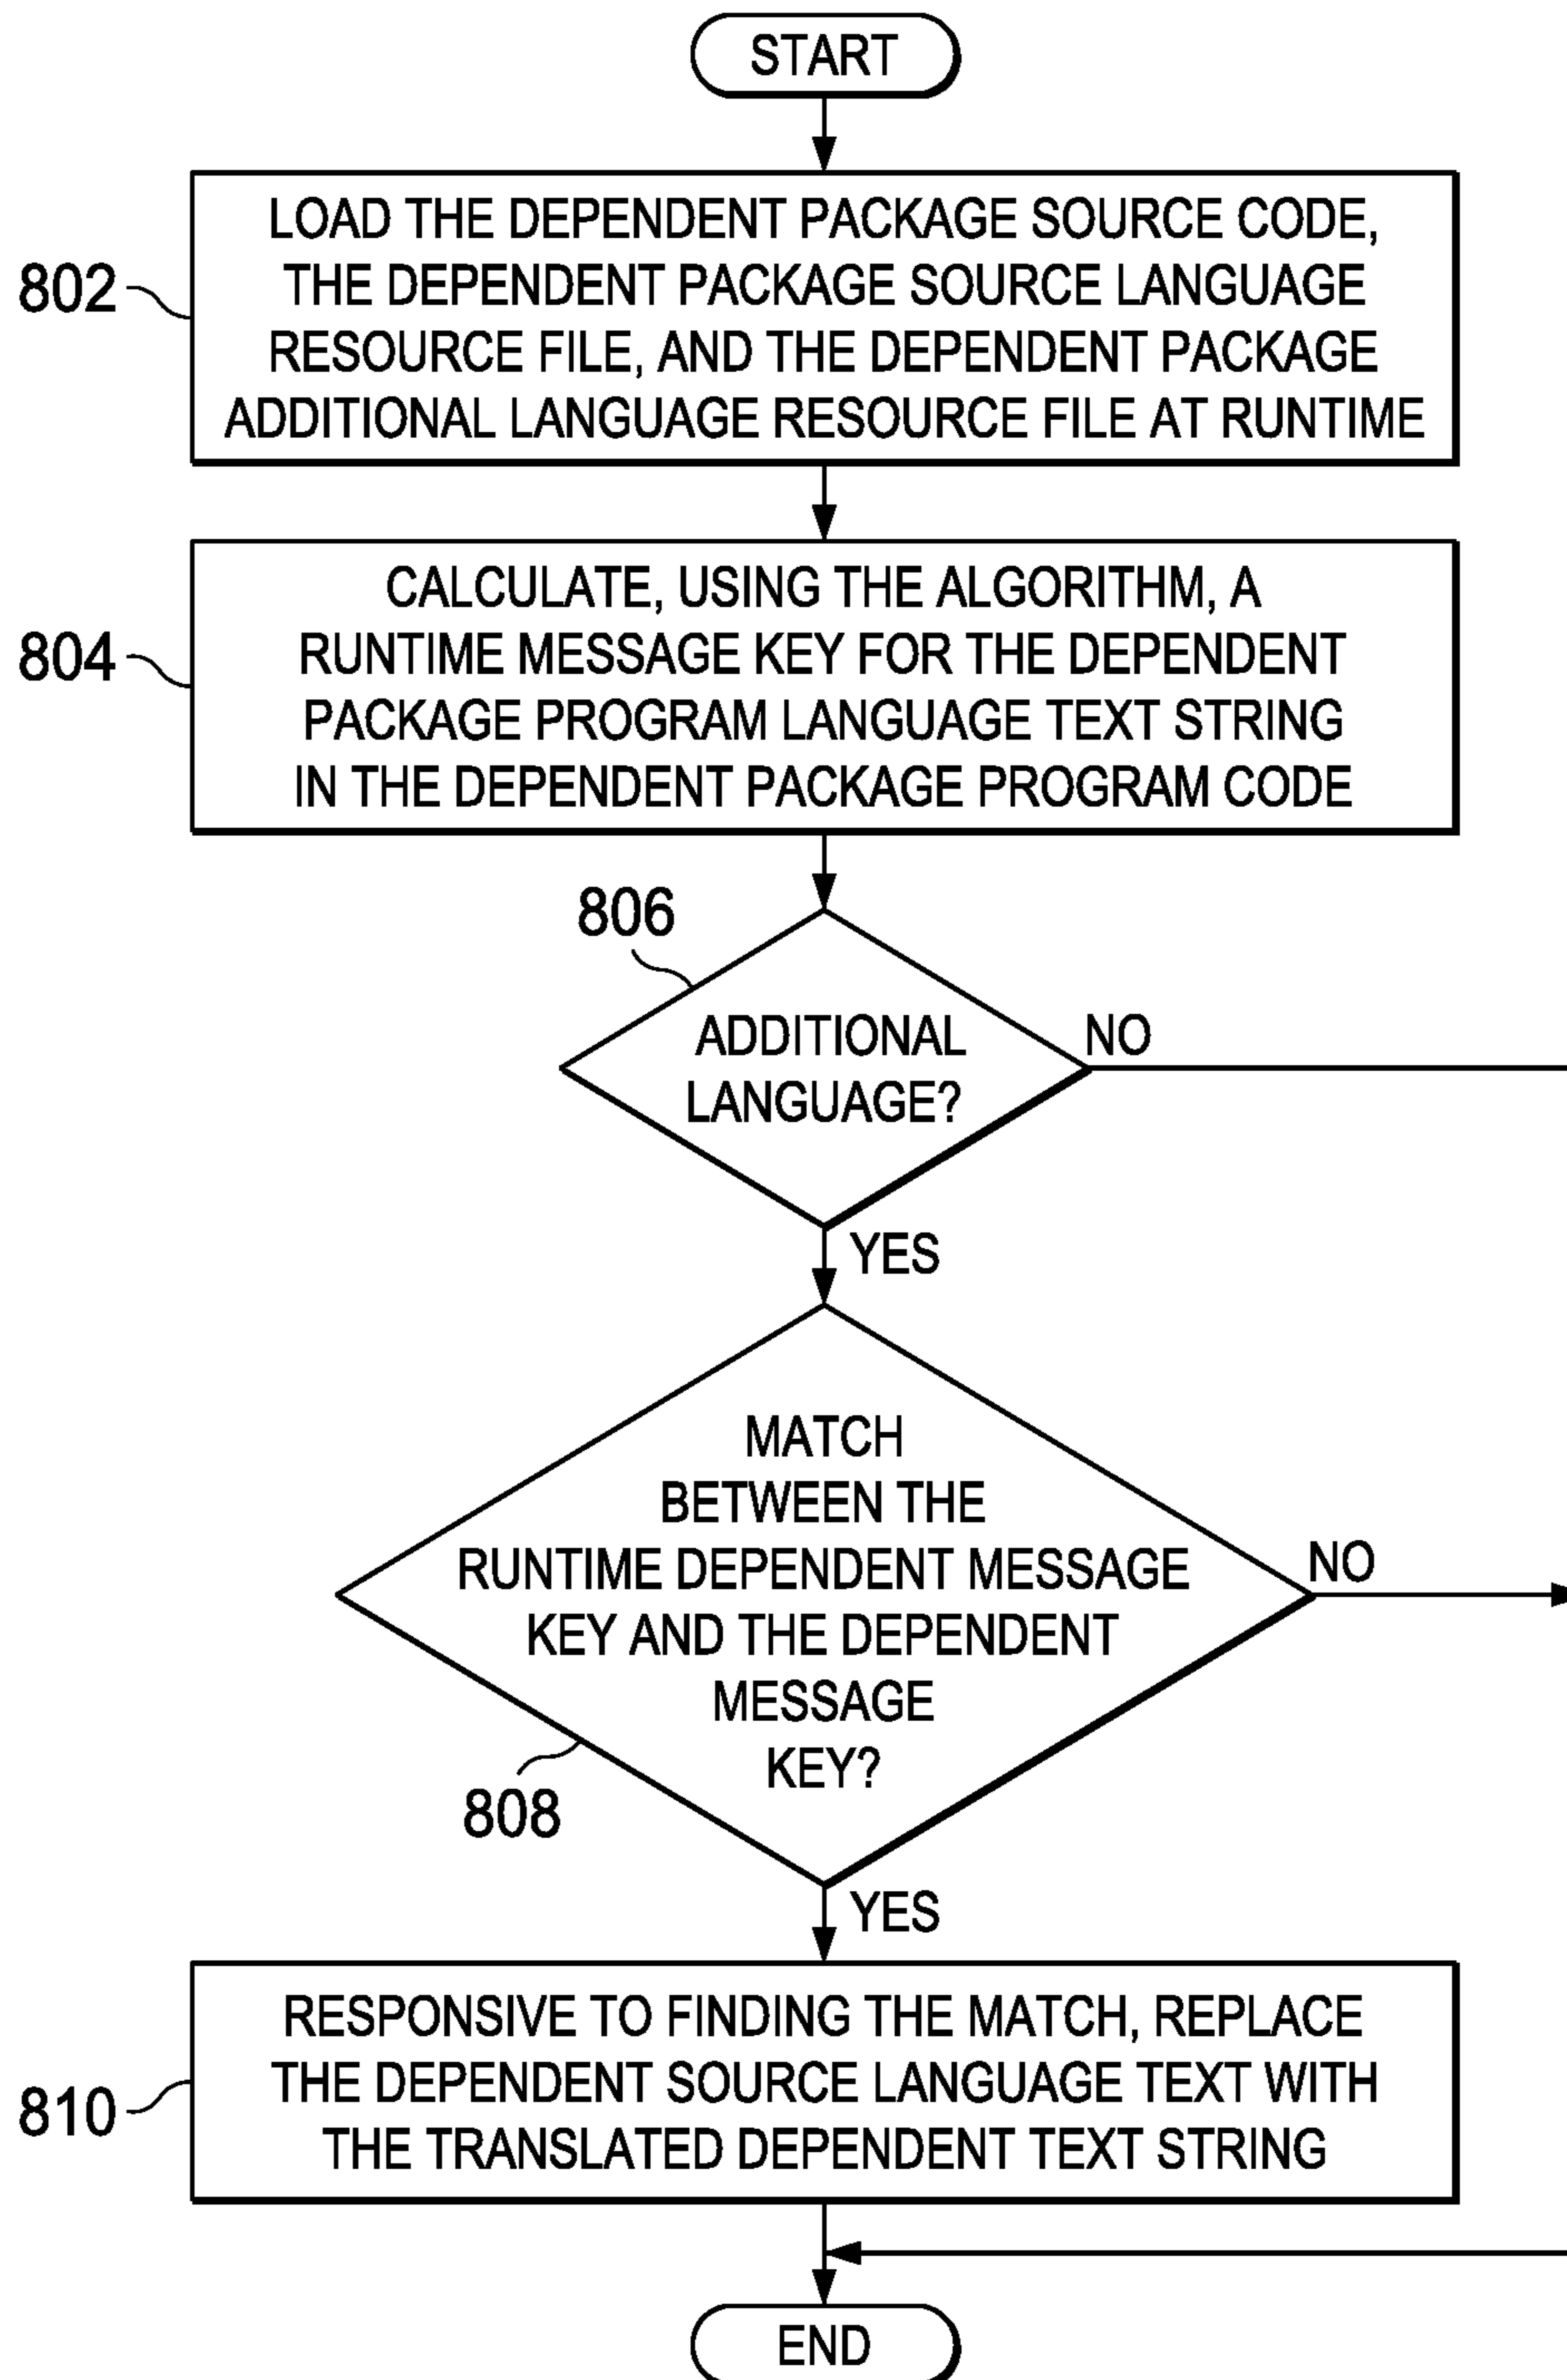 START
802
LOAD THE DEPENDENT PACKAGE SOURCE CODE,
THE DEPENDENT PACKAGE SOURCE LANGUAGE
RESOURCE FILE, AND THE DEPENDENT PACKAGE
ADDITIONAL LANGUAGE RESOURCE FILE AT RUNTIME
804
CALCULATE, USING THE ALGORITHM, A
RUNTIME MESSAGE KEY FOR THE DEPENDENT
PACKAGE PROGRAM LANGUAGE TEXT STRING
IN THE DEPENDENT PACKAGE PROGRAM CODE
806
ADDITIONAL
LANGUAGE?
NO
YES
MATCH
BETWEEN THE
RUNTIME DEPENDENT MESSAGE
KEY AND THE DEPENDENT
MESSAGE
KEY?
NO
808
YES
810
RESPONSIVE TO FINDING THE MATCH, REPLACE
THE DEPENDENT SOURCE LANGUAGE TEXT WITH
THE TRANSLATED DEPENDENT TEXT STRING
END